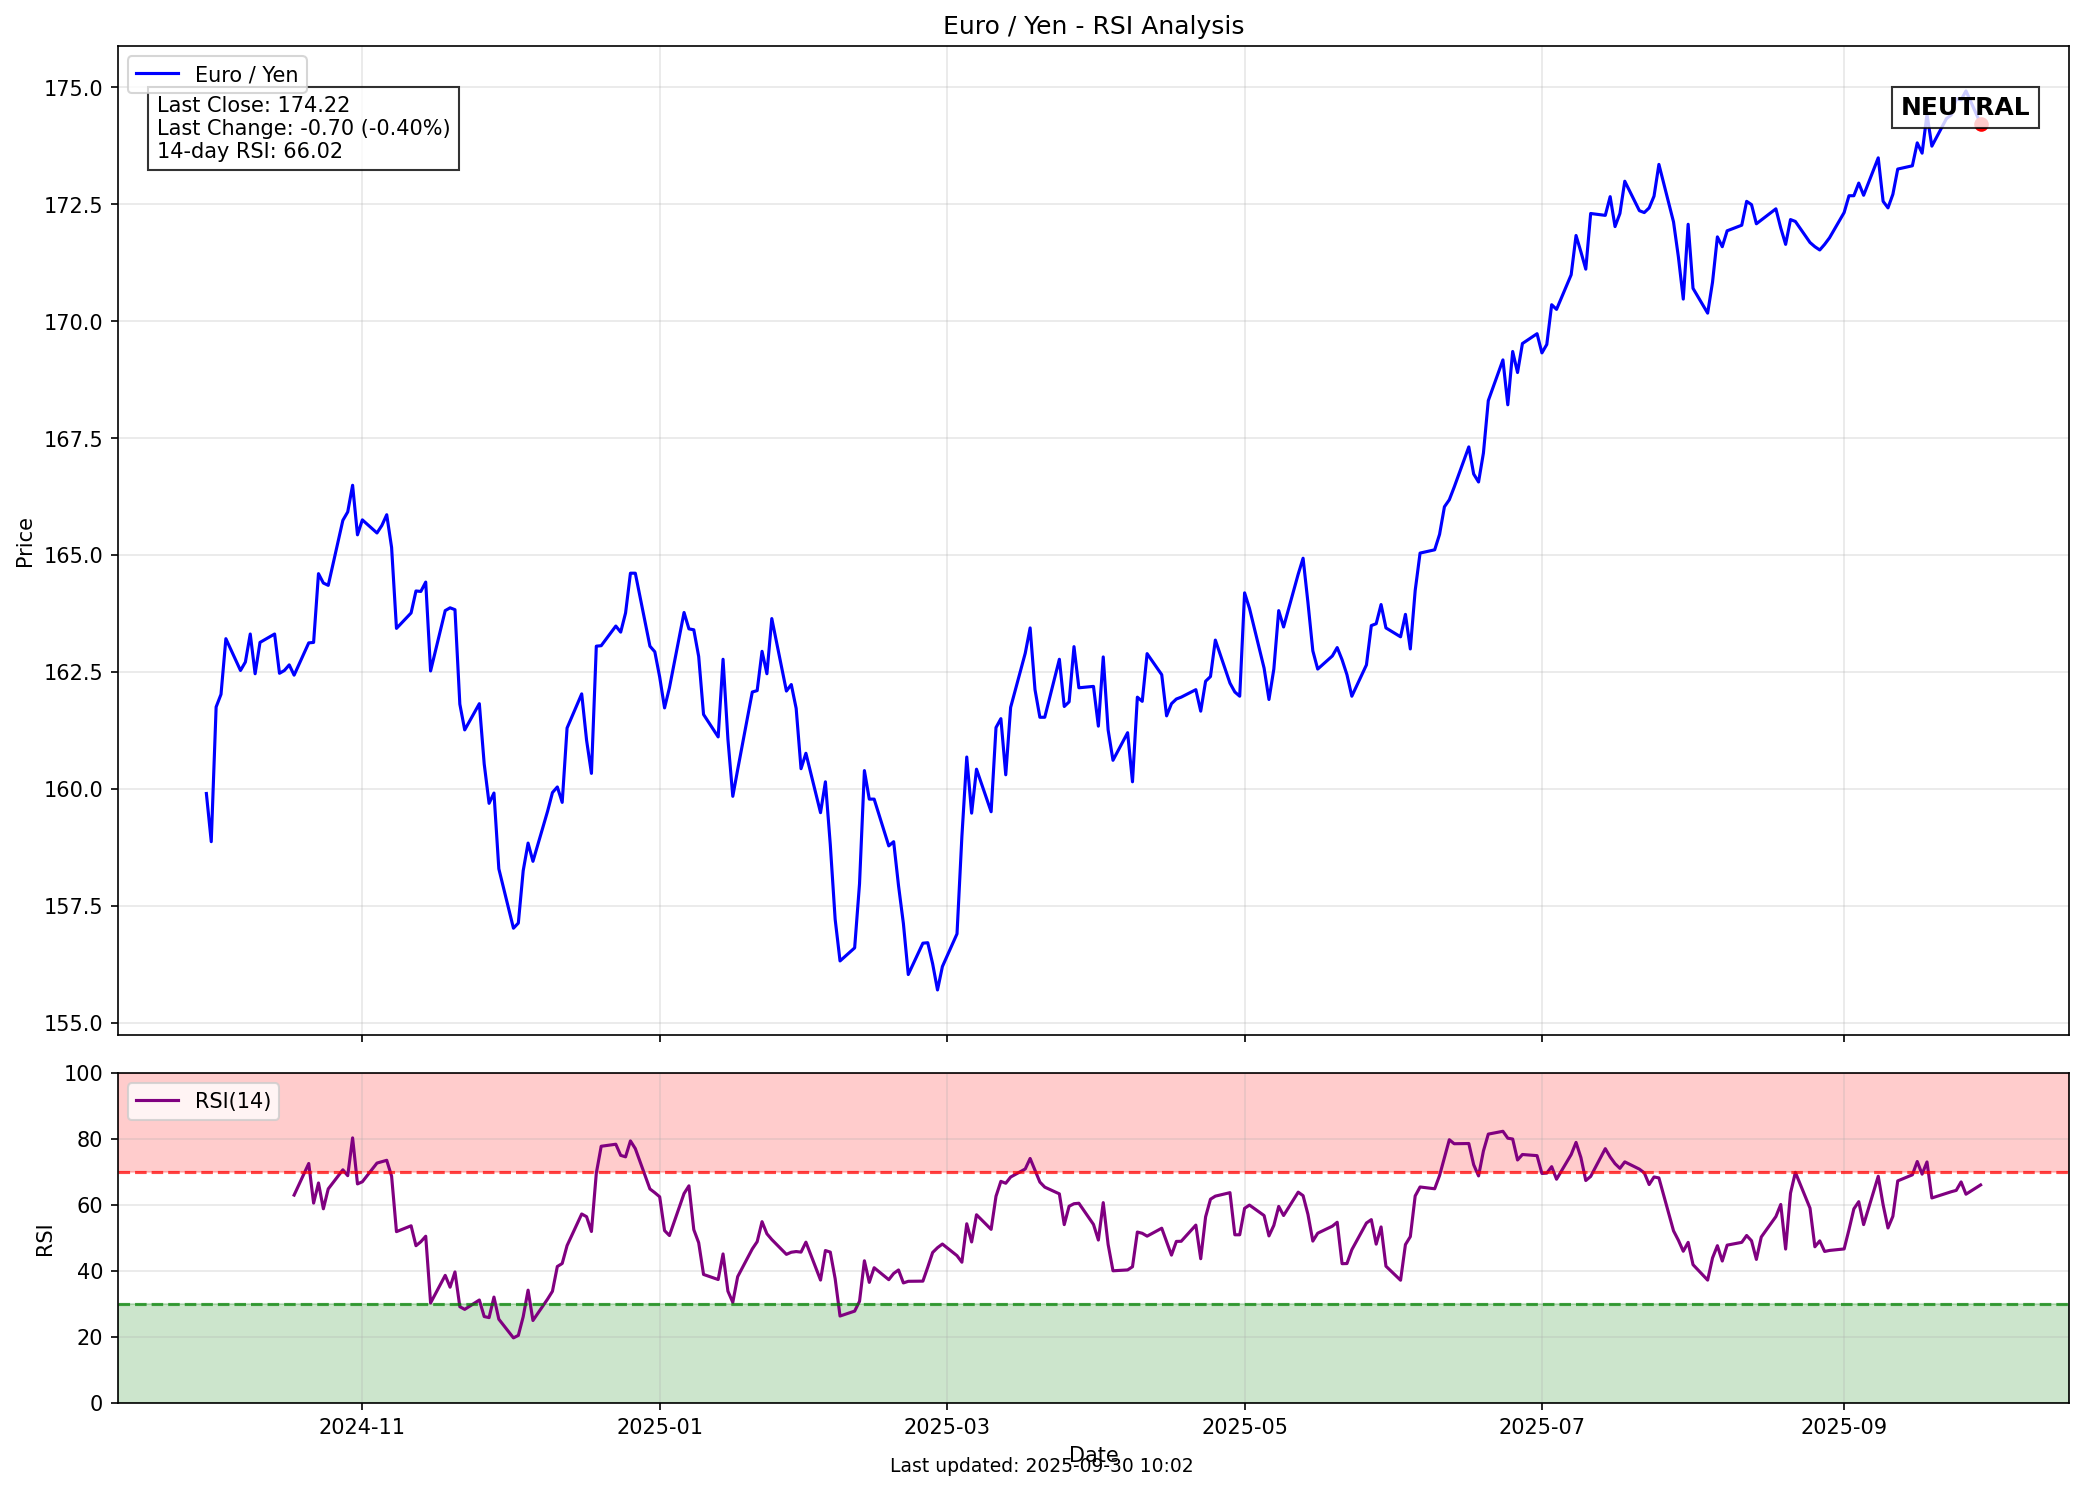 Euro / Yen - RSI Analysis
Euro / Yen
Last Close: 174.22
Last Change: -0.70 (-0.40%)
14-day RSI: 66.02
NEUTRAL
Price
175.0
172.5
170.0
167.5
165.0
162.5
160.0
157.5
155.0
RSI(14)
RSI
100
80
60
40
20
0
2024-11
2025-01
2025-03
2025-05
2025-07
2025-09
Date
Last updated: 2025-09-30 10:02